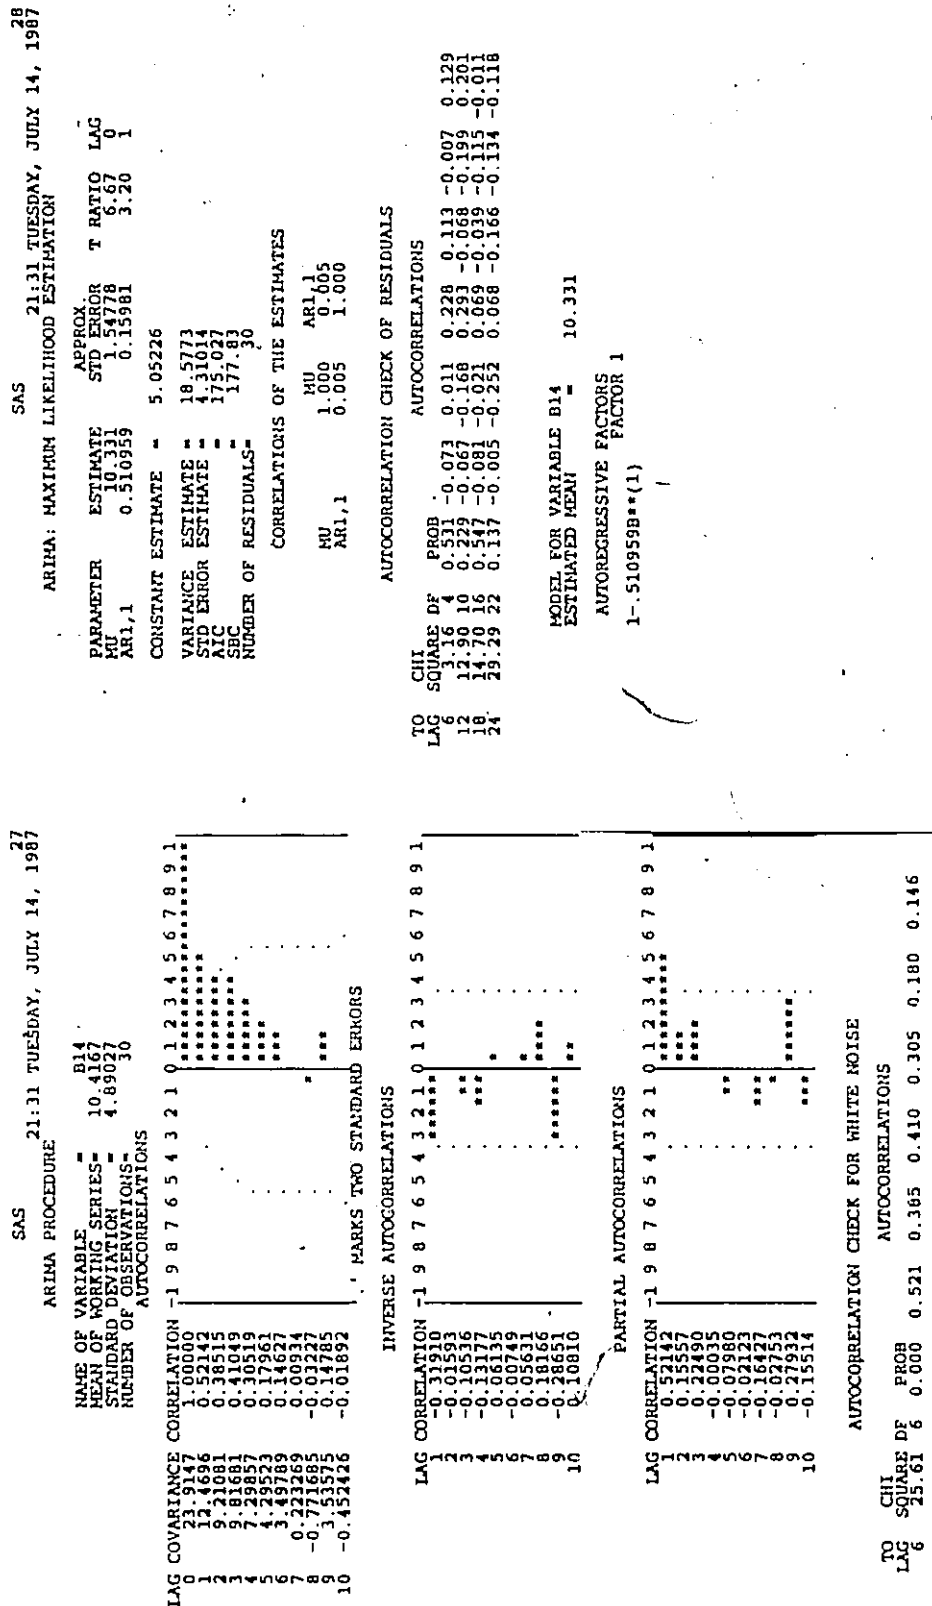 SAS 27
21:31 TUESDAY, JULY 14, 1987
ARIMA PROCEDURE
NAME OF VARIABLE = B14
MEAN OF WORKING SERIES= 10.4167
STANDARD DEVIATION = 4.89027
NUMBER OF OBSERVATIONS= 30
AUTOCORRELATIONS
LAG COVARIANCE CORRELATION -1 9 8 7 6 5 4 3 2 1 0 1 2 3 4 5 6 7 8 9 1
0 23.9147 1.00000 ********************
1 12.4696 0.52142 **********
2 9.21081 0.38515 ********
3 9.81681 0.41049 ********
4 7.29857 0.30519 ******
5 4.29523 0.17961 ****
6 3.49789 0.14627 ***
7 0.223269 0.00934
8 -0.771685 -0.03227 *
9 3.53575 0.14785 ***
10 -0.452426 -0.01892
'.' MARKS TWO STANDARD ERRORS
INVERSE AUTOCORRELATIONS
LAG CORRELATION -1 9 8 7 6 5 4 3 2 1 0 1 2 3 4 5 6 7 8 9 1
1 -0.31910 ******
2 -0.01593
3 -0.10536 **
4 -0.13177 ***
5 0.06135 *
6 -0.00749
7 0.05631 *
8 0.18166 ****
9 -0.28651 ******
10 0.10810 **
PARTIAL AUTOCORRELATIONS
LAG CORRELATION -1 9 8 7 6 5 4 3 2 1 0 1 2 3 4 5 6 7 8 9 1
1 0.52142 **********
2 0.15557 ***
3 0.22490 ****
4 -0.00035
5 -0.07980 **
6 -0.02123
7 -0.16427 ***
8 -0.02753 *
9 0.27932 ******
10 -0.15514 ***
AUTOCORRELATION CHECK FOR WHITE NOISE
TO CHI AUTOCORRELATIONS
LAG SQUARE DF PROB
6 25.61 6 0.000 0.521 0.385 0.410 0.305 0.180 0.146
SAS 28
21:31 TUESDAY, JULY 14, 1987
ARIMA: MAXIMUM LIKELIHOOD ESTIMATION
APPROX.
PARAMETER ESTIMATE STD ERROR T RATIO LAG
MU 10.331 1.54778 6.67 0
AR1,1 0.510959 0.15981 3.20 1
CONSTANT ESTIMATE = 5.05226
VARIANCE ESTIMATE = 18.5773
STD ERROR ESTIMATE = 4.31014
AIC = 175.027
SBC = 177.83
NUMBER OF RESIDUALS= 30
CORRELATIONS OF THE ESTIMATES
MU AR1,1
MU 1.000 0.005
AR1,1 0.005 1.000
AUTOCORRELATION CHECK OF RESIDUALS
TO CHI AUTOCORRELATIONS
LAG SQUARE DF PROB
6 3.16 4 0.531 -0.073 0.011 0.228 0.113 -0.007 0.129
12 12.90 10 0.229 -0.067 -0.168 0.293 -0.068 -0.199 0.201
18 14.70 16 0.547 -0.081 -0.021 0.069 -0.039 -0.115 -0.011
24 29.29 22 0.137 -0.005 -0.252 0.068 -0.166 -0.134 -0.118
MODEL FOR VARIABLE B14
ESTIMATED MEAN = 10.331
AUTOREGRESSIVE FACTORS
FACTOR 1
1-.510959B**(1)